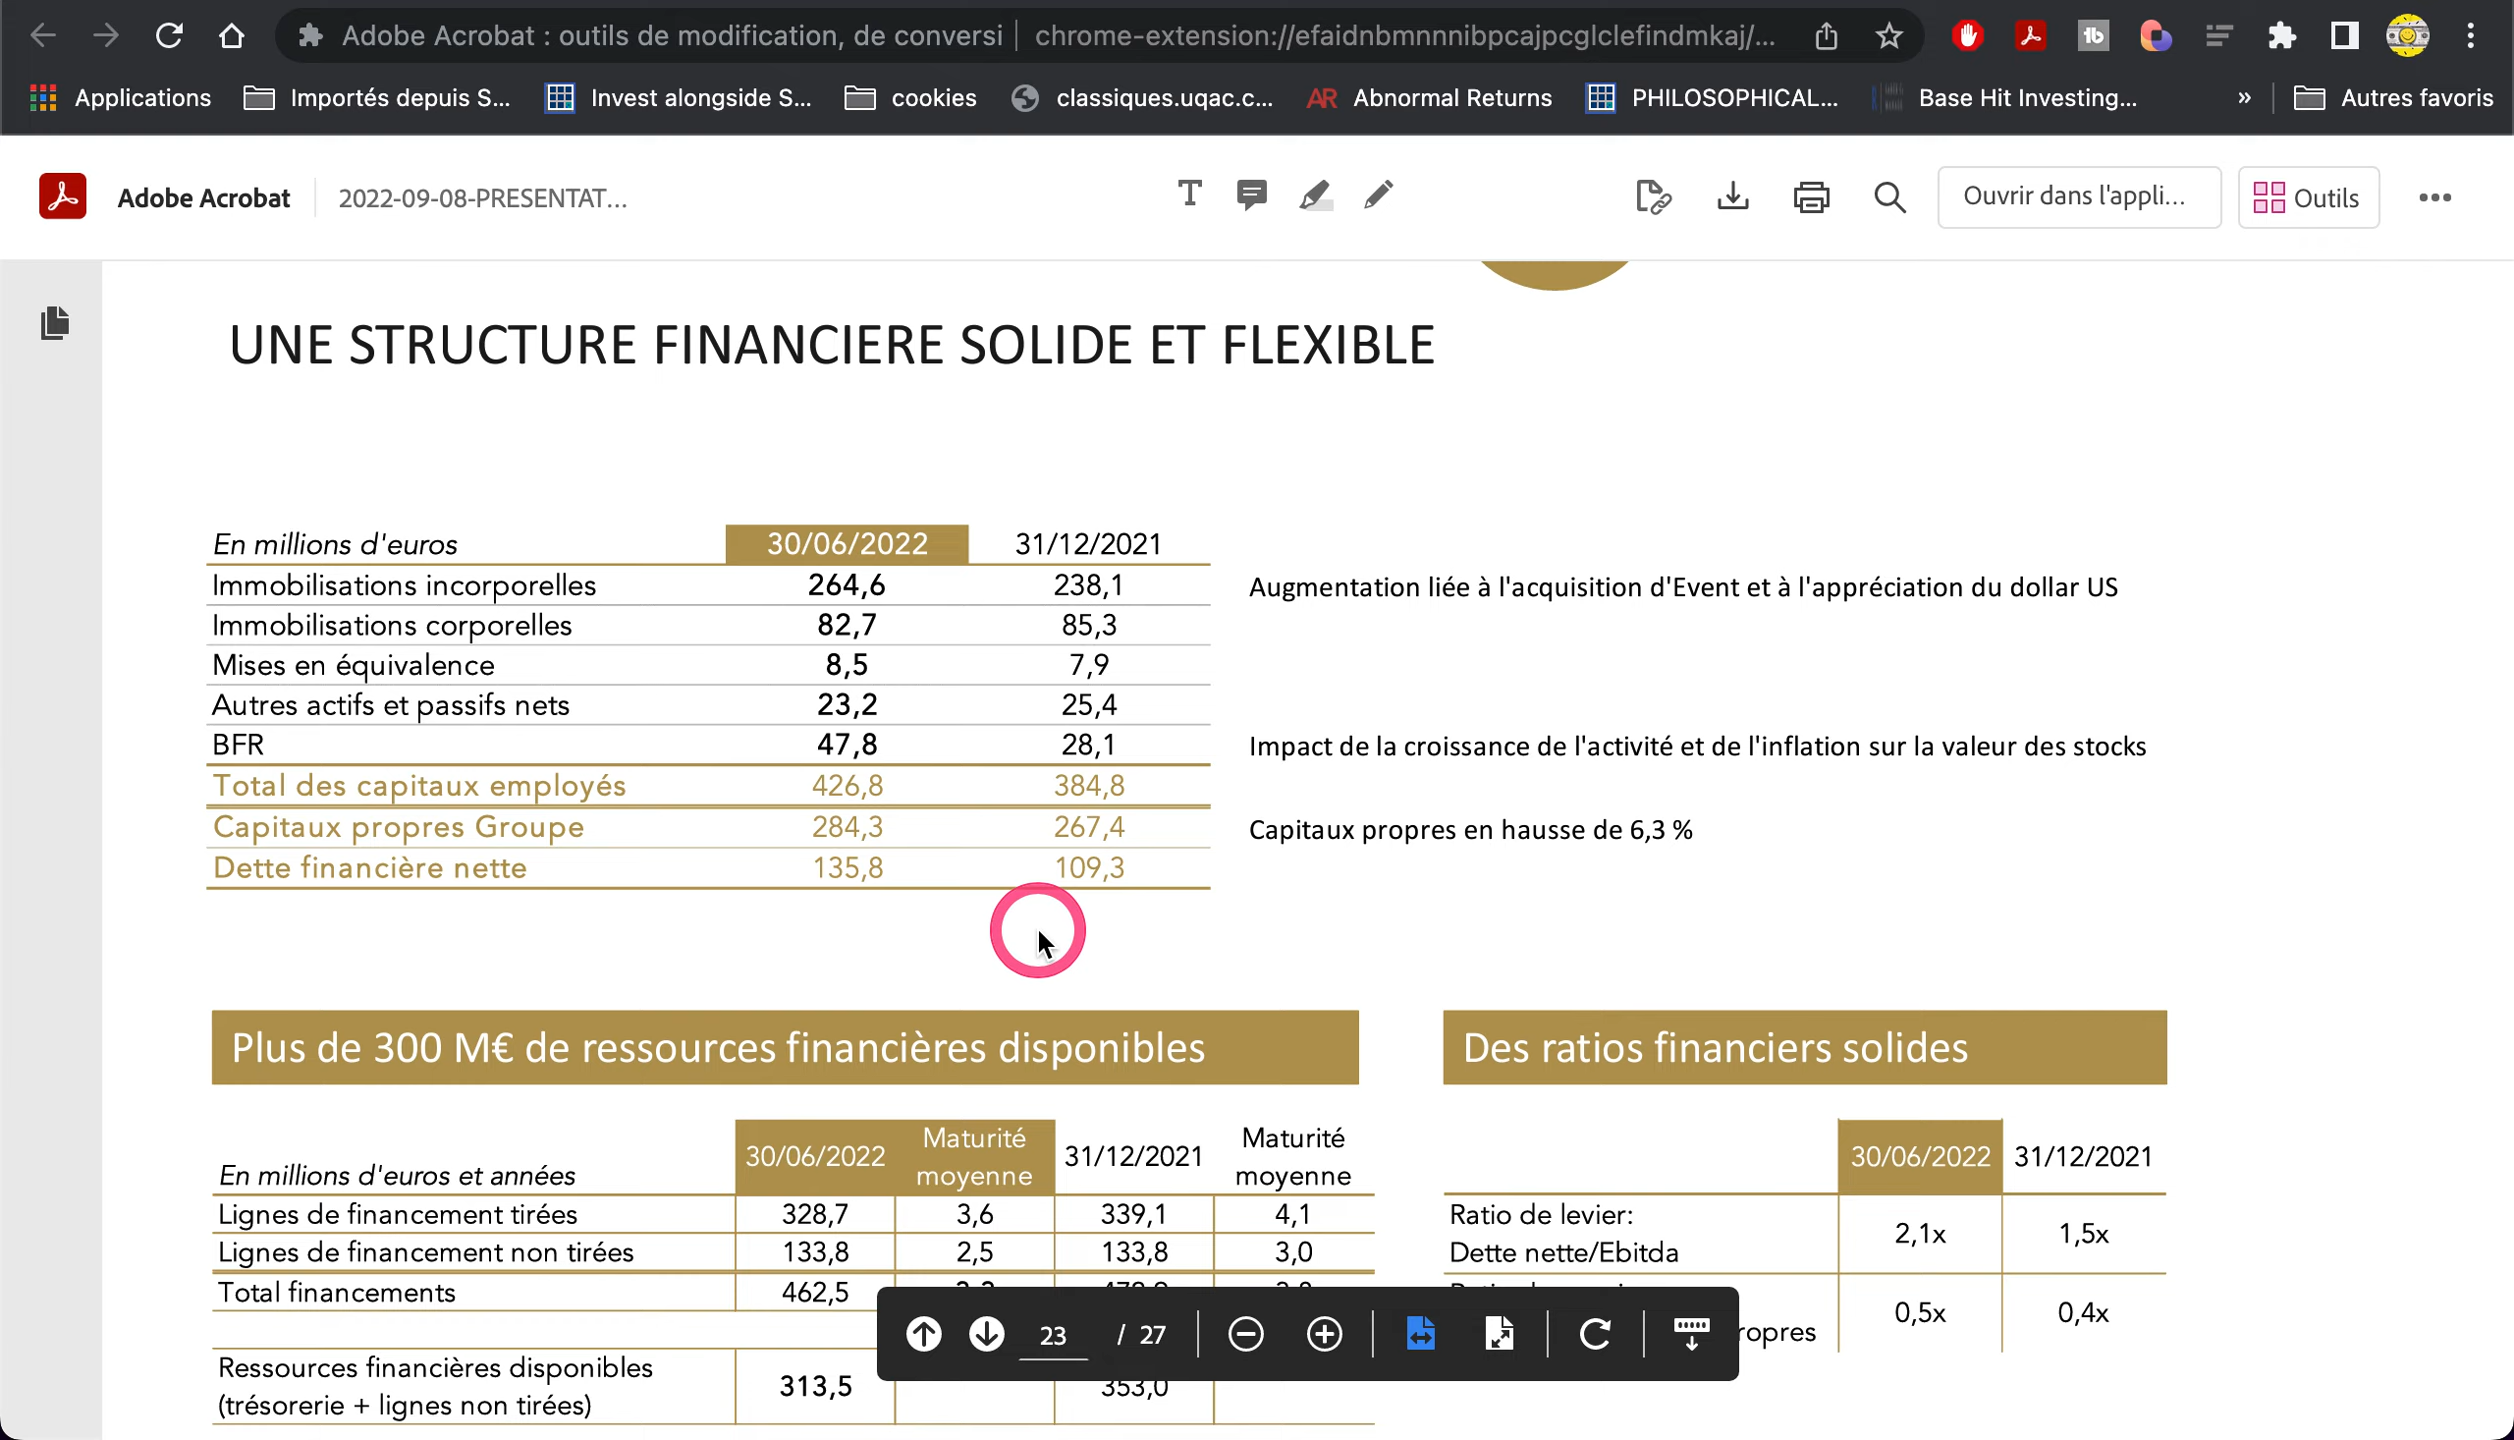 Adobe Acrobat : outils de modification, de conversi
chrome-extension://efaidnbmnnnibpcajpcglclefindmkaj/...
Applications
Importés depuis S...
Invest alongside S...
cookies
classiques.uqac.c...
AR Abnormal Returns
PHILOSOPHICAL...
Base Hit Investing...
»
Autres favoris
Adobe Acrobat
2022-09-08-PRESENTAT...
Ouvrir dans l'appli...
Outils
UNE STRUCTURE FINANCIERE SOLIDE ET FLEXIBLE
En millions d'euros 30/06/2022 31/12/2021
Immobilisations incorporelles 264,6 238,1 Augmentation liée à l'acquisition d'Event et à l'appréciation du dollar US
Immobilisations corporelles 82,7 85,3
Mises en équivalence 8,5 7,9
Autres actifs et passifs nets 23,2 25,4
BFR 47,8 28,1 Impact de la croissance de l'activité et de l'inflation sur la valeur des stocks
Total des capitaux employés 426,8 384,8
Capitaux propres Groupe 284,3 267,4 Capitaux propres en hausse de 6,3 %
Dette financière nette 135,8 109,3
Plus de 300 M€ de ressources financières disponibles
En millions d'euros et années 30/06/2022 Maturité moyenne 31/12/2021 Maturité moyenne
Lignes de financement tirées 328,7 3,6 339,1 4,1
Lignes de financement non tirées 133,8 2,5 133,8 3,0
Total financements 462,5
Ressources financières disponibles
(trésorerie + lignes non tirées) 313,5 353,0
Des ratios financiers solides
30/06/2022 31/12/2021
Ratio de levier:
Dette nette/Ebitda 2,1x 1,5x
0,5x 0,4x
ropres
23 / 27